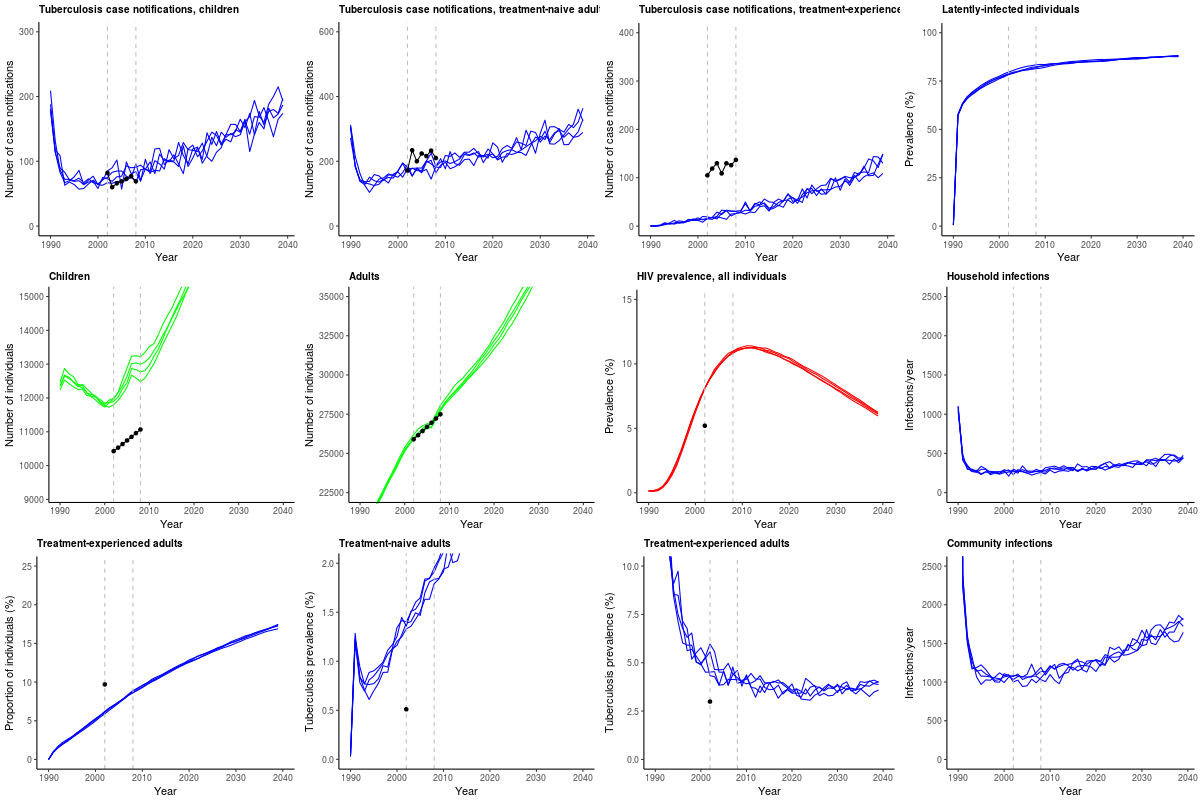 Tuberculosis case notifications, children
Number of case notifications
300
200
100
0
1990 2000 2010 2020 2030 2040
Year
Tuberculosis case notifications, treatment-naive adul
Number of case notifications
600
400
200
0
1990 2000 2010 2020 2030 2040
Year
Tuberculosis case notifications, treatment-experience
Number of case notifications
400
300
200
100
0
1990 2000 2010 2020 2030 2040
Year
Latently-infected individuals
Prevalence (%)
100
75
50
25
0
1990 2000 2010 2020 2030 2040
Year
Children
Number of individuals
15000
14000
13000
12000
11000
10000
9000
1990 2000 2010 2020 2030 2040
Year
Adults
Number of individuals
35000
32500
30000
27500
25000
22500
1990 2000 2010 2020 2030 2040
Year
HIV prevalence, all individuals
Prevalence (%)
15
10
5
0
1990 2000 2010 2020 2030 2040
Year
Household infections
Infections/year
2500
2000
1500
1000
500
0
1990 2000 2010 2020 2030 2040
Year
Treatment-experienced adults
Proportion of individuals (%)
25
20
15
10
5
0
1990 2000 2010 2020 2030 2040
Year
Treatment-naive adults
Tuberculosis prevalence (%)
2.0
1.5
1.0
0.5
0.0
1990 2000 2010 2020 2030 2040
Year
Treatment-experienced adults
Tuberculosis prevalence (%)
10.0
7.5
5.0
2.5
0.0
1990 2000 2010 2020 2030 2040
Year
Community infections
Infections/year
2500
2000
1500
1000
500
0
1990 2000 2010 2020 2030 2040
Year